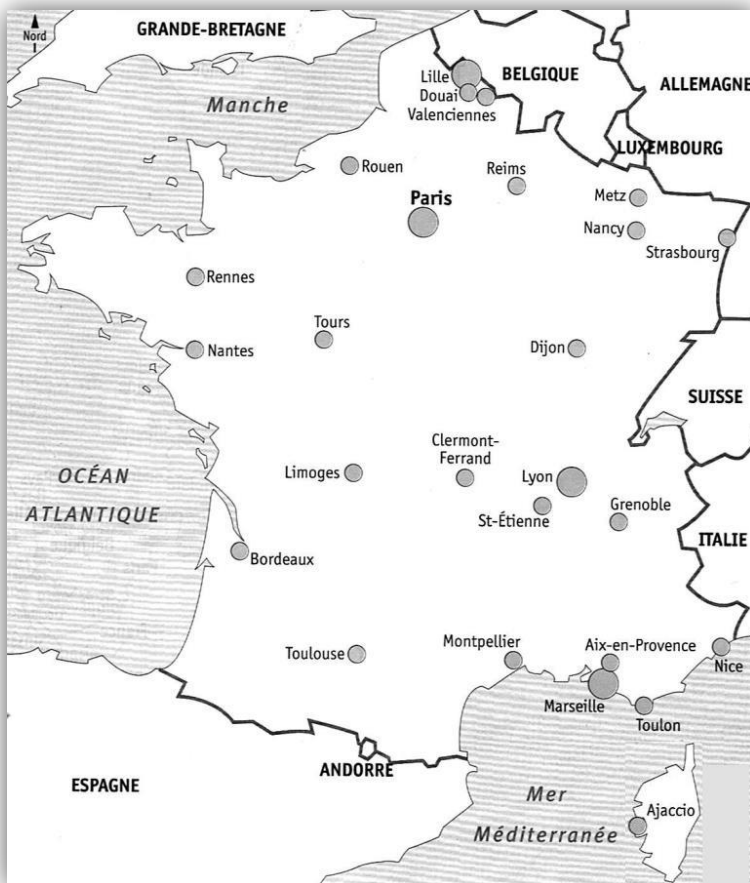 Nord
GRANDE-BRETAGNE
Manche
Lille
Douai
Valenciennes
BELGIQUE
ALLEMAGNE
LUXEMBOURG
Rouen
Reims
Metz
Paris
Nancy
Strasbourg
Rennes
Tours
Nantes
Dijon
SUISSE
Clermont-
Ferrand
Limoges
Lyon
OCÉAN
ATLANTIQUE
St-Étienne
Grenoble
ITALIE
Bordeaux
Toulouse
Montpellier
Aix-en-Provence
Nice
Marseille
Toulon
ANDORRE
ESPAGNE
Mer
Méditerranée
Ajaccio